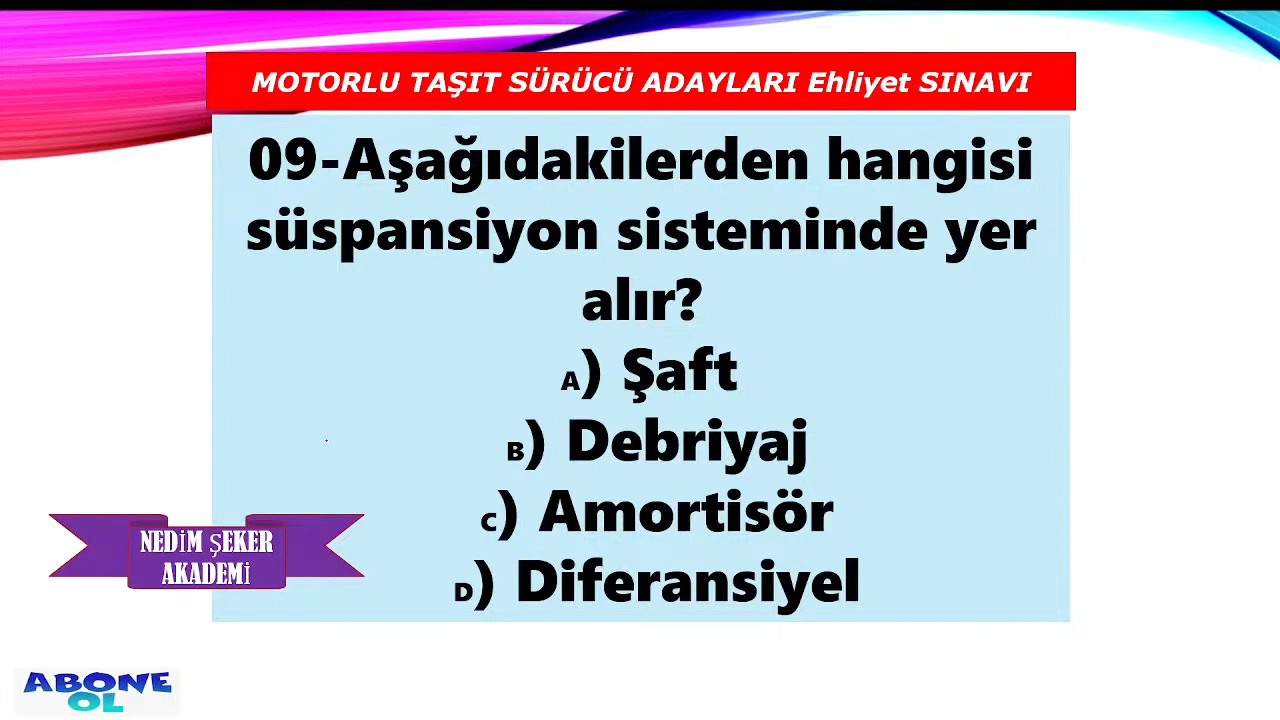 MOTORLU TAŞIT SÜRÜCÜ ADAYLARI Ehliyet SINAVI
09-Aşağıdakilerden hangisi
süspansiyon sisteminde yer
alır?
A) Şaft
B) Debriyaj
C) Amortisör
D) Diferansiyel
NEDİM ŞEKER
AKADEMİ
ABONE
OL